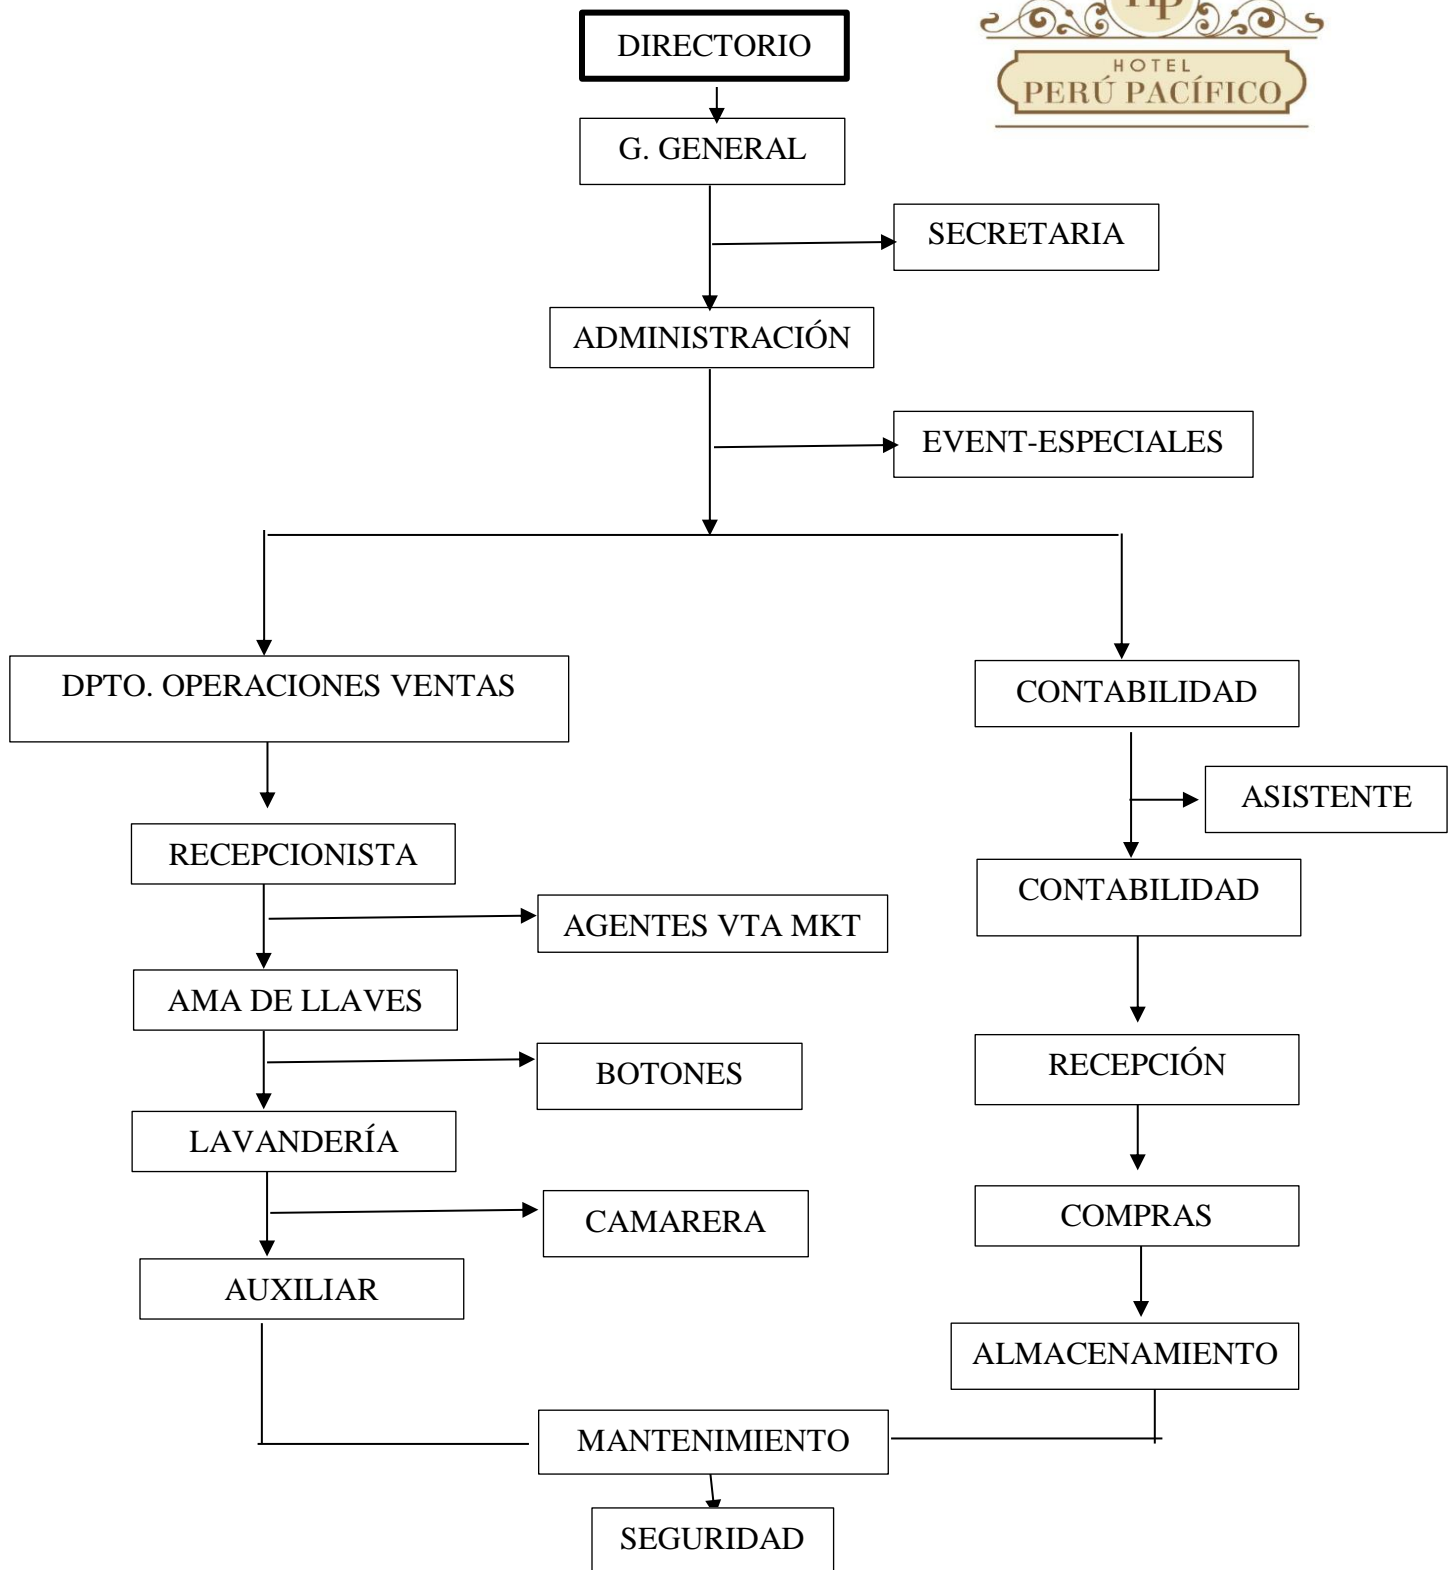 DIRECTORIO
HP
HOTEL
PERÚ PACÍFICO
G. GENERAL
SECRETARIA
ADMINISTRACIÓN
EVENT-ESPECIALES
DPTO. OPERACIONES VENTAS
CONTABILIDAD
ASISTENTE
RECEPCIONISTA
CONTABILIDAD
AGENTES VTA MKT
AMA DE LLAVES
RECEPCIÓN
BOTONES
LAVANDERÍA
COMPRAS
CAMARERA
AUXILIAR
ALMACENAMIENTO
MANTENIMIENTO
SEGURIDAD